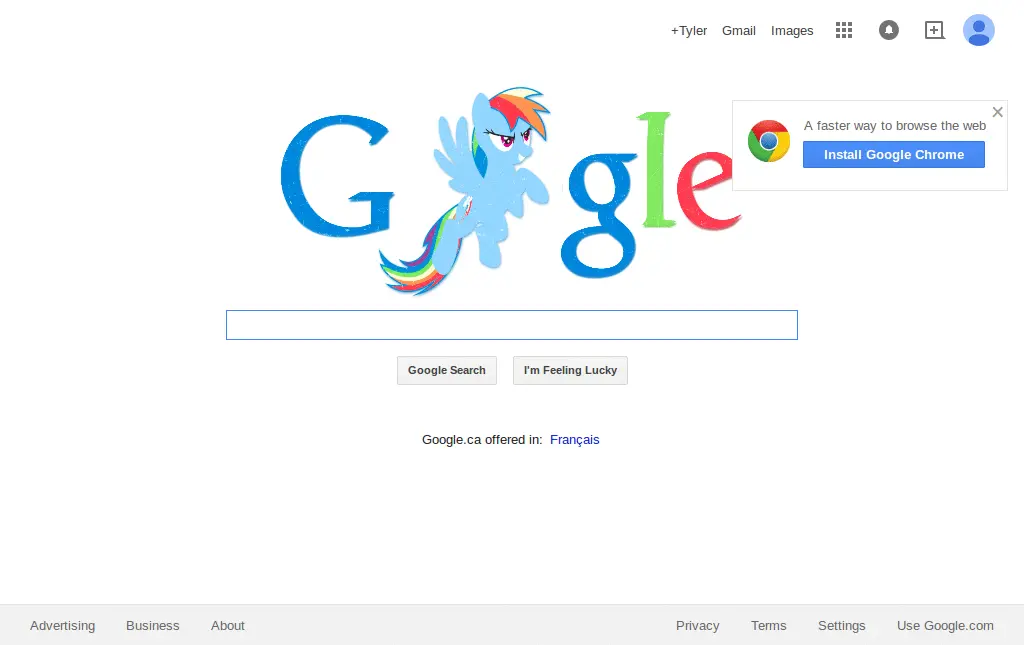 +Tyler Gmail Images
G gle
A faster way to browse the web
Install Google Chrome
Google Search I'm Feeling Lucky
Google.ca offered in: Français
Advertising Business About Privacy Terms Settings Use Google.com